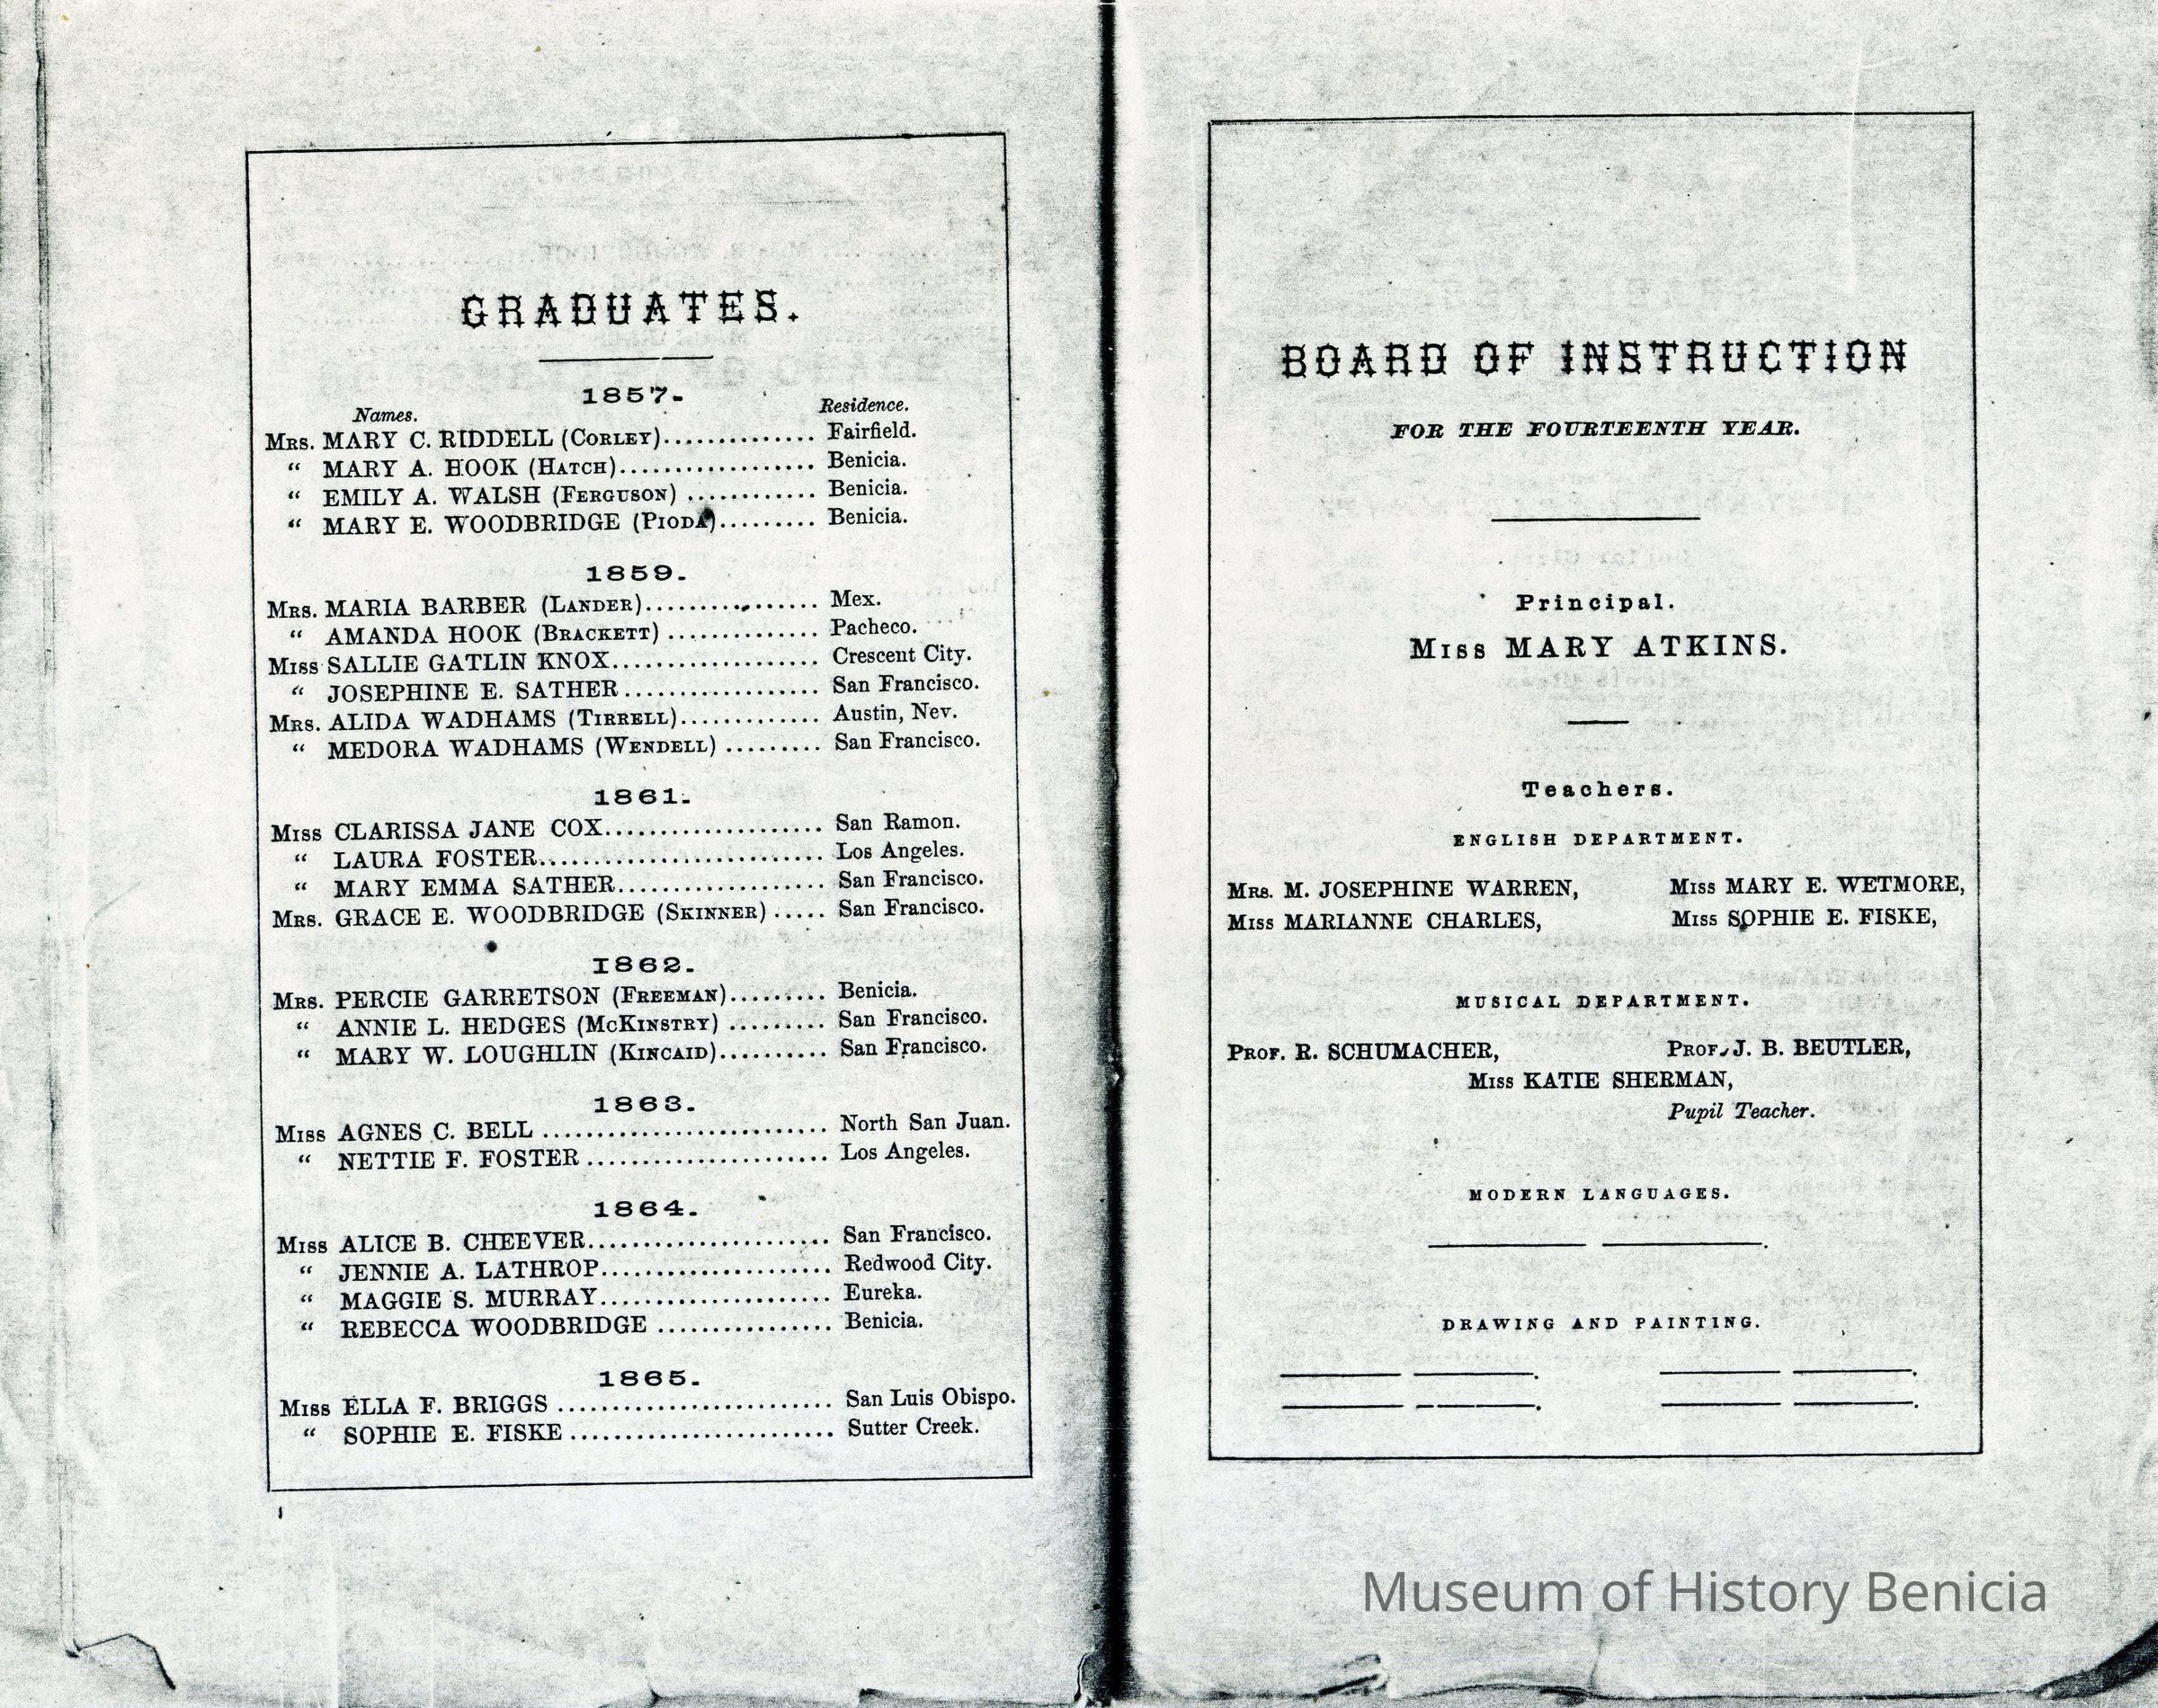 GRADUATES.
1857.
Names. Residence.
Mrs. MARY C. RIDDELL (Corley).............. Fairfield.
“ MARY A. HOOK (Hatch).................. Benicia.
“ EMILY A. WALSH (Ferguson) ............ Benicia.
“ MARY E. WOODBRIDGE (Pioda)......... Benicia.
1859.
Mrs. MARIA BARBER (Lander)................ Mex.
“ AMANDA HOOK (Brackett) .............. Pacheco.
Miss SALLIE GATLIN KNOX................... Crescent City.
“ JOSEPHINE E. SATHER .................. San Francisco.
Mrs. ALIDA WADHAMS (Tirrell)............. Austin, Nev.
“ MEDORA WADHAMS (Wendell) ......... San Francisco.
1861.
Miss CLARISSA JANE COX.................... San Ramon.
“ LAURA FOSTER.......................... Los Angeles.
“ MARY EMMA SATHER................... San Francisco.
Mrs. GRACE E. WOODBRIDGE (Skinner) ..... San Francisco.
1862.
Mrs. PERCIE GARRETSON (Freeman)......... Benicia.
“ ANNIE L. HEDGES (McKinstry) ......... San Francisco.
“ MARY W. LOUGHLIN (Kincaid).......... San Francisco.
1863.
Miss AGNES C. BELL .......................... North San Juan.
“ NETTIE F. FOSTER ...................... Los Angeles.
1864.
Miss ALICE B. CHEEVER...................... San Francisco.
“ JENNIE A. LATHROP..................... Redwood City.
“ MAGGIE S. MURRAY..................... Eureka.
“ REBECCA WOODBRIDGE ................ Benicia.
1865.
Miss ELLA F. BRIGGS ......................... San Luis Obispo.
“ SOPHIE E. FISKE ........................ Sutter Creek.
BOARD OF INSTRUCTION
FOR THE FOURTEENTH YEAR.
Principal.
Miss MARY ATKINS.
Teachers.
ENGLISH DEPARTMENT.
Mrs. M. JOSEPHINE WARREN, Miss MARY E. WETMORE,
Miss MARIANNE CHARLES, Miss SOPHIE E. FISKE,
MUSICAL DEPARTMENT.
Prof. R. SCHUMACHER, Prof. J. B. BEUTLER,
Miss KATIE SHERMAN,
Pupil Teacher.
MODERN LANGUAGES.
DRAWING AND PAINTING.
Museum of History Benicia